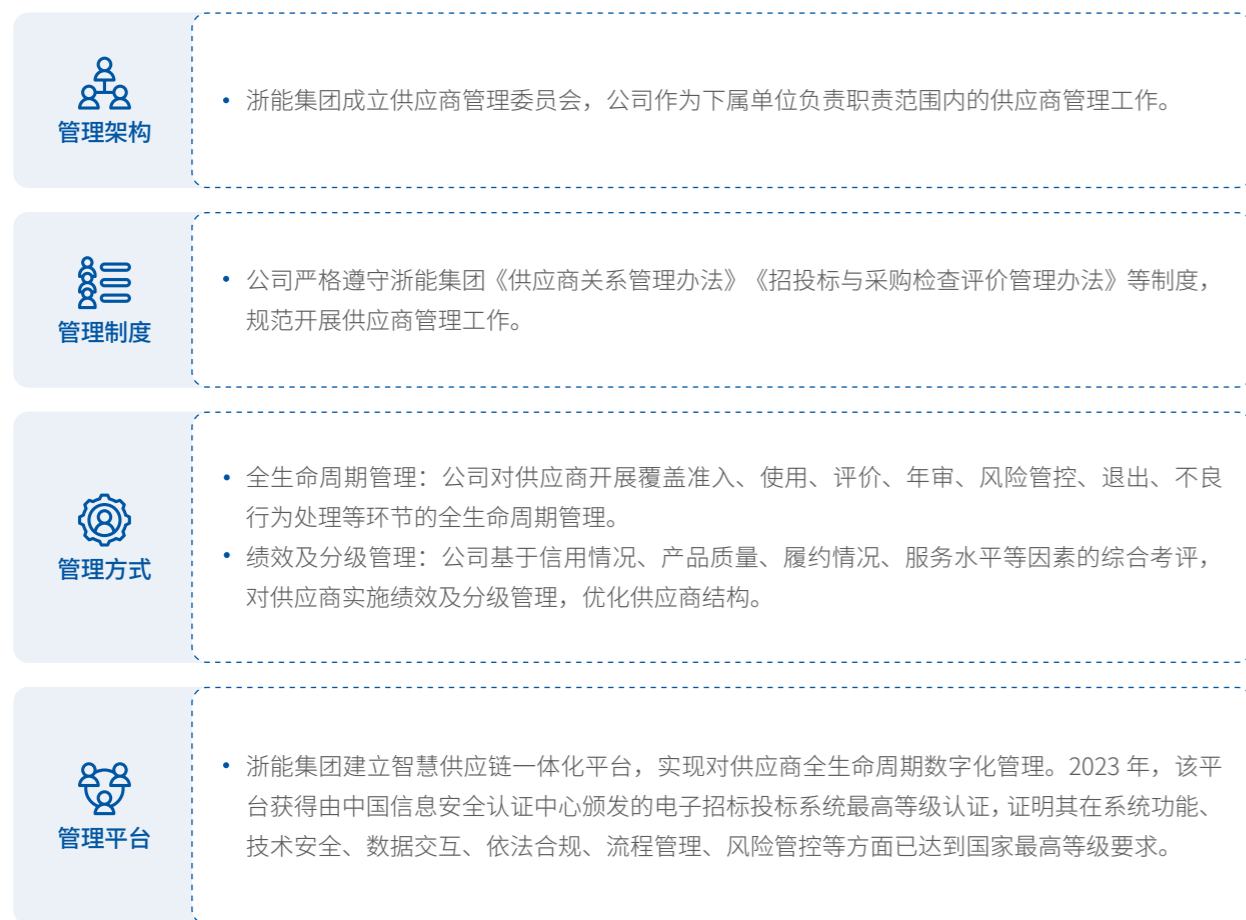 管理架构
• 浙能集团成立供应商管理委员会，公司作为下属单位负责职责范围内的供应商管理工作。
管理制度
• 公司严格遵守浙能集团《供应商关系管理办法》《招投标与采购检查评价管理办法》等制度，
规范开展供应商管理工作。
管理方式
• 全生命周期管理：公司对供应商开展覆盖准入、使用、评价、年审、风险管控、退出、不良
行为处理等环节的全生命周期管理。
• 绩效及分级管理：公司基于信用情况、产品质量、履约情况、服务水平等因素的综合考评，
对供应商实施绩效及分级管理，优化供应商结构。
管理平台
• 浙能集团建立智慧供应链一体化平台，实现对供应商全生命周期数字化管理。2023 年，该平
台获得由中国信息安全认证中心颁发的电子招标投标系统最高等级认证，证明其在系统功能、
技术安全、数据交互、依法合规、流程管理、风险管控等方面已达到国家最高等级要求。